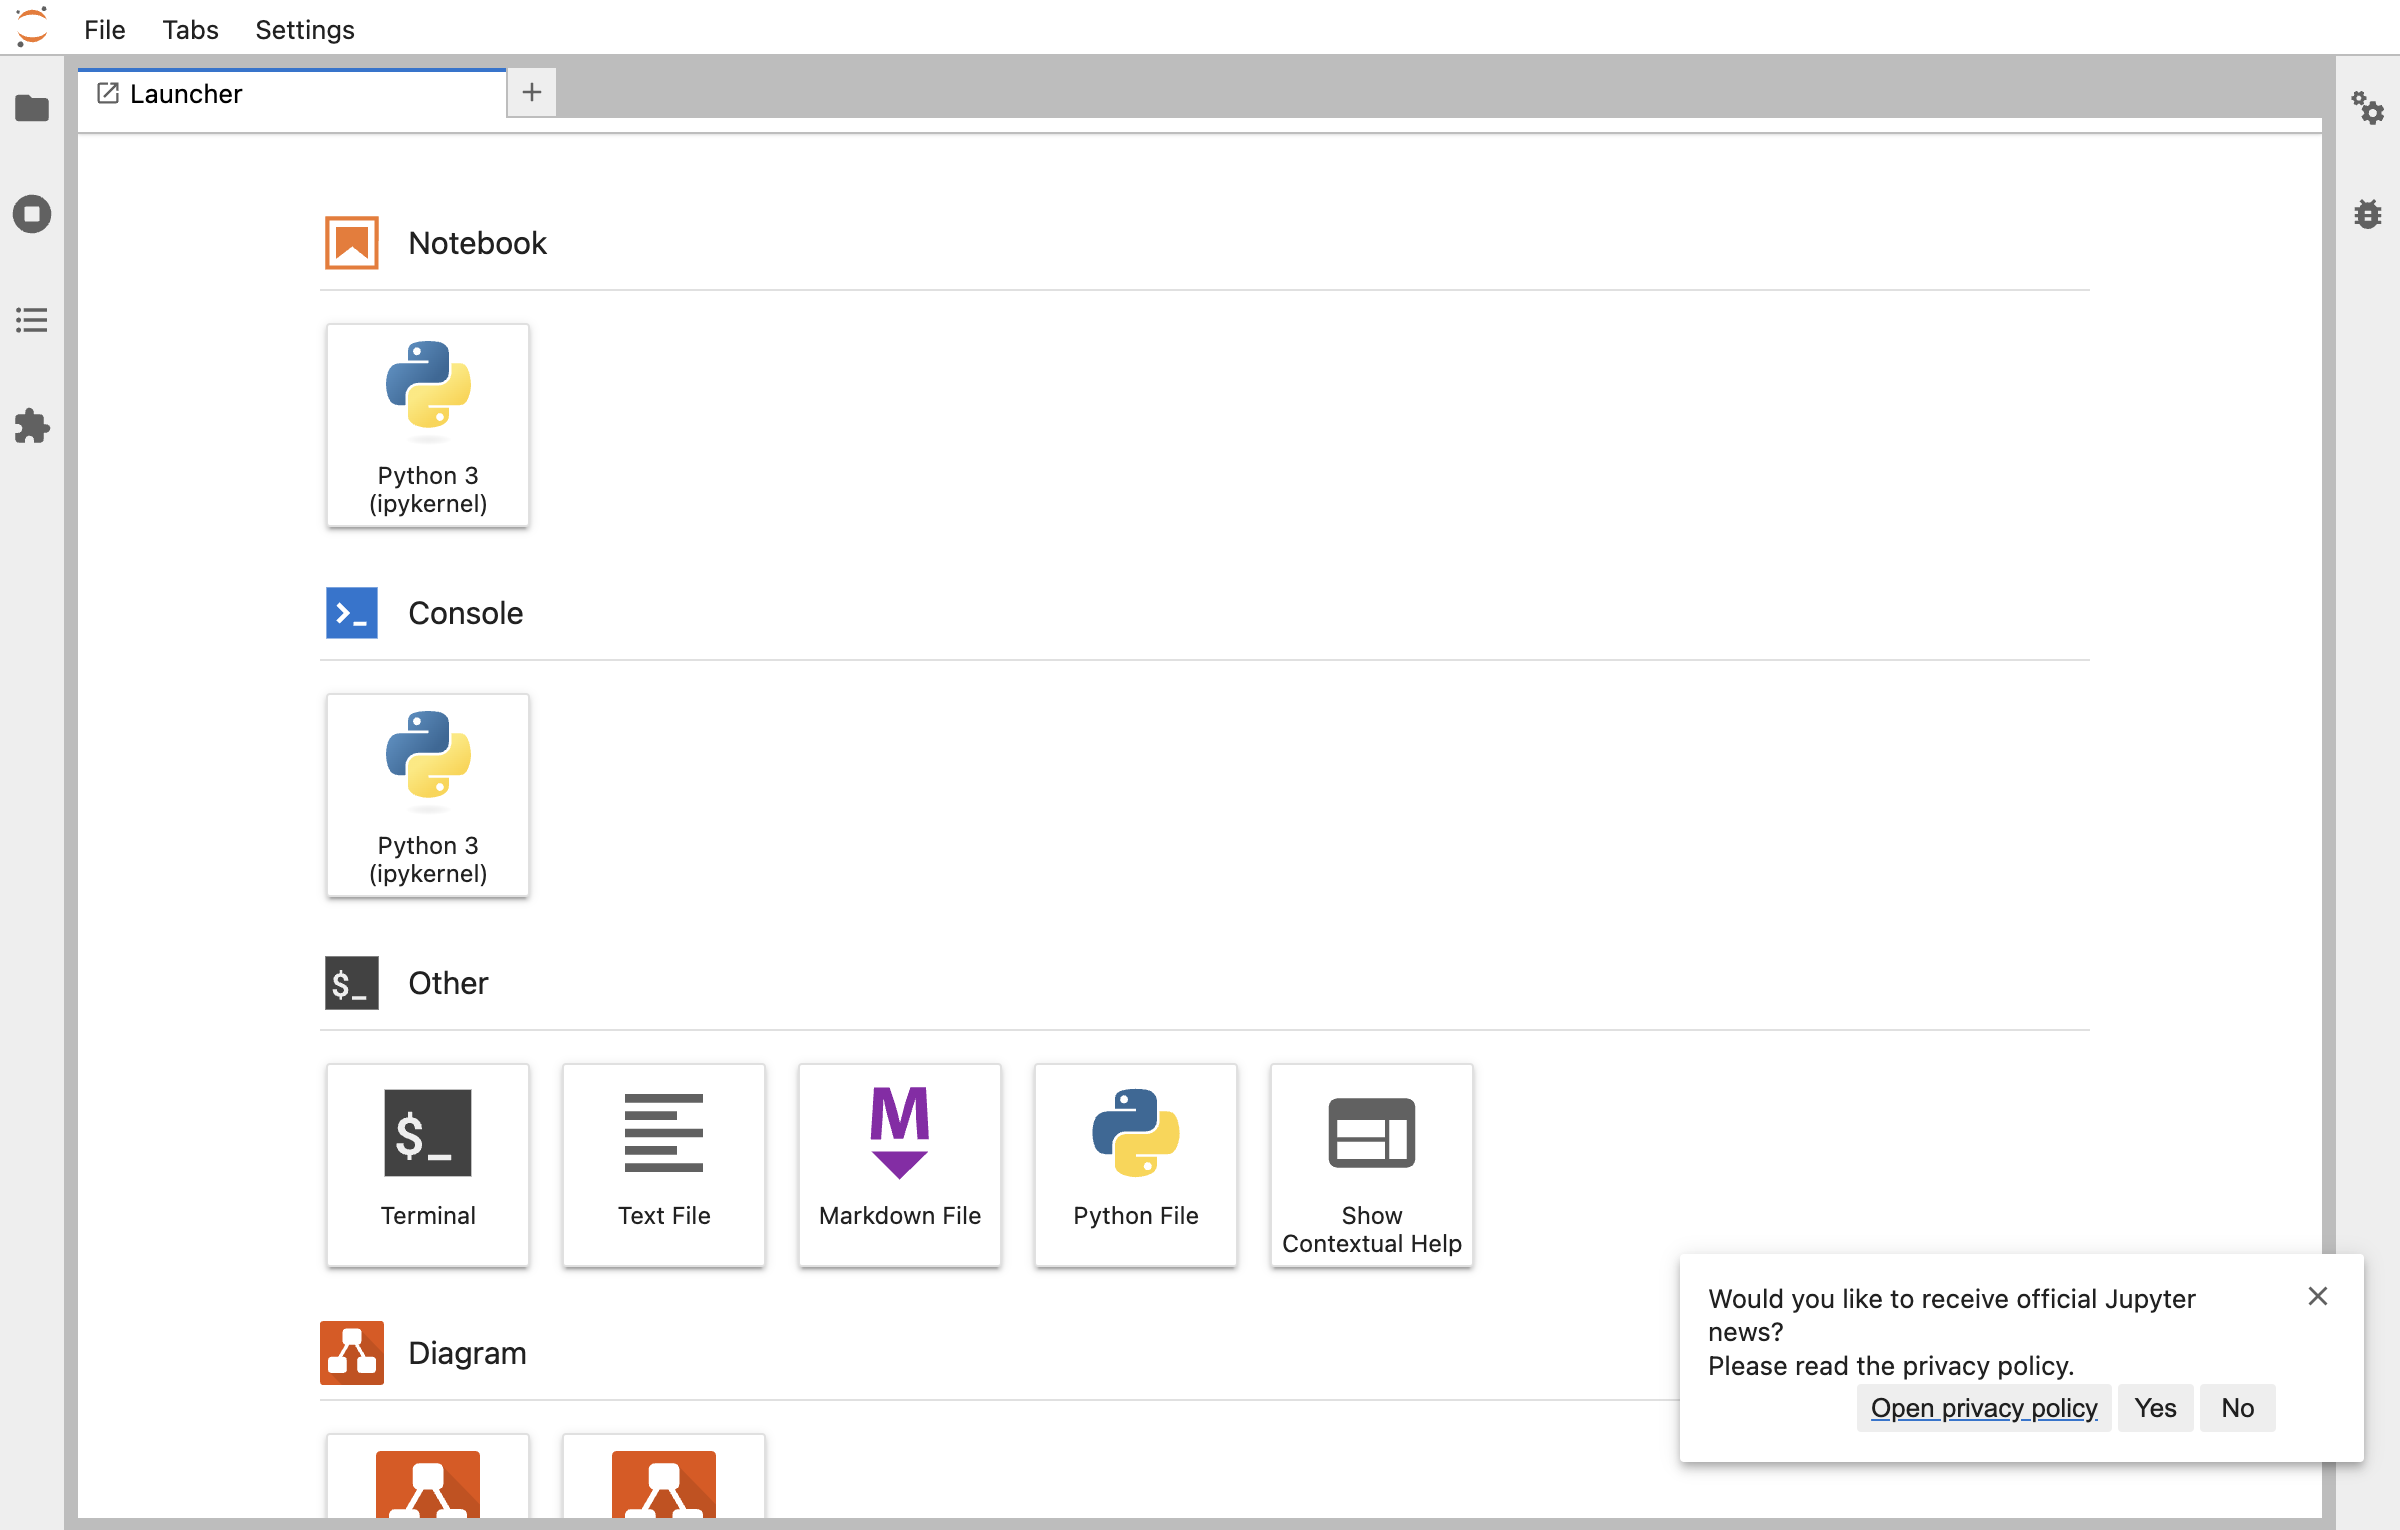 File Tabs Settings
Launcher
Notebook
Python 3
(ipykernel)
Console
Python 3
(ipykernel)
$_ Other
$_
Terminal
Text File
M
Markdown File
Python File
Show
Contextual Help
Diagram
Would you like to receive official Jupyter
news?
Please read the privacy policy.
Open privacy policy Yes No